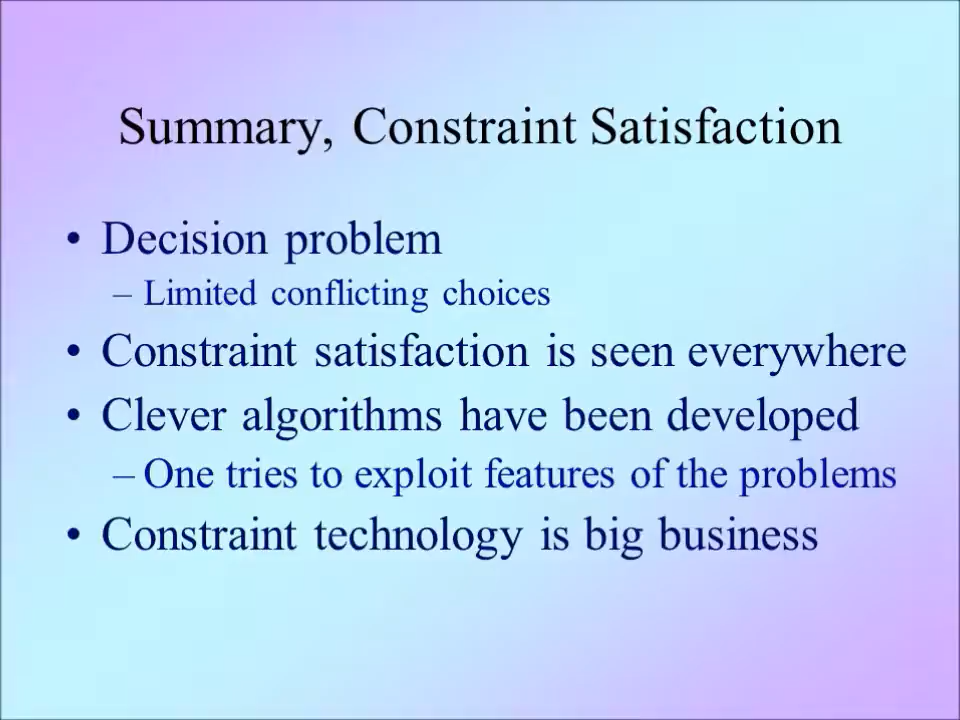 Summary, Constraint Satisfaction
• Decision problem
– Limited conflicting choices
• Constraint satisfaction is seen everywhere
• Clever algorithms have been developed
– One tries to exploit features of the problems
• Constraint technology is big business